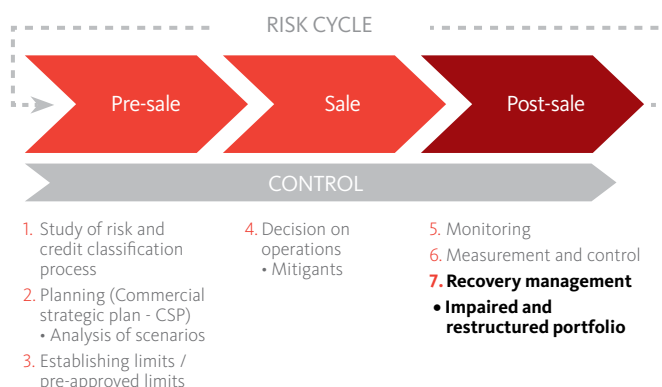 RISK CYCLE
Pre-sale
Sale
Post-sale
CONTROL
1. Study of risk and
credit classification
process
2. Planning (Commercial
strategic plan - CSP)
• Analysis of scenarios
3. Establishing limits /
pre-approved limits
4. Decision on
operations
• Mitigants
5. Monitoring
6. Measurement and control
7. Recovery management
• Impaired and
restructured portfolio